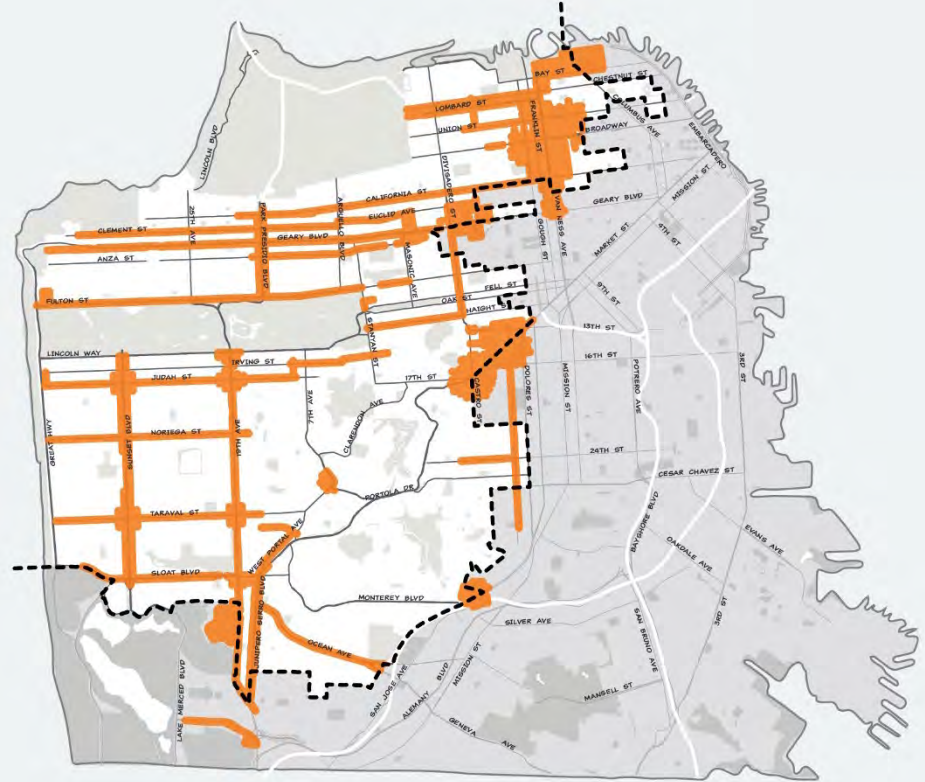 BAY ST
CHESTNUT ST
COLUMBUS AVE
LOMBARD ST
FRANKLIN ST
EMBARCADERO
UNION ST
BROADWAY
LINCOLN BLVD
DIVISADERO ST
MISSION ST
CALIFORNIA ST
ARGUELLO BLVD
25TH AVE
PARK PRESIDIO BLVD
EUCLID AVE
VAN NESS AVE
GEARY BLVD
CLEMENT ST
GEARY BLVD
GOUGH ST
MARKET ST
4TH ST
ANZA ST
MASONIC AVE
FELL ST
9TH ST
FULTON ST
OAK ST
HAIGHT ST
STANYAN ST
13TH ST
LINCOLN WAY
IRVING ST
16TH ST
3RD ST
JUDAH ST
17TH ST
CASTRO ST
DOLORES ST
MISSION ST
POTRERO AVE
7TH AVE
CLARENDON AVE
NORIEGA ST
GREAT HWY
SUNSET BLVD
19TH AVE
24TH ST
CESAR CHAVEZ ST
PORTOLA DR
TARAVAL ST
BAYSHORE BLVD
EVANS AVE
OAKDALE AVE
WEST PORTAL AVE
SLOAT BLVD
MONTEREY BLVD
JUNIPERO SERRO BLVD
SILVER AVE
SAN BRUNO AVE
3RD ST
OCEAN AVE
MISSION ST
ALEMANY BLVD
SAN JOSE AVE
LAKE MERCED BLVD
MANSELL ST
GENEVA AVE